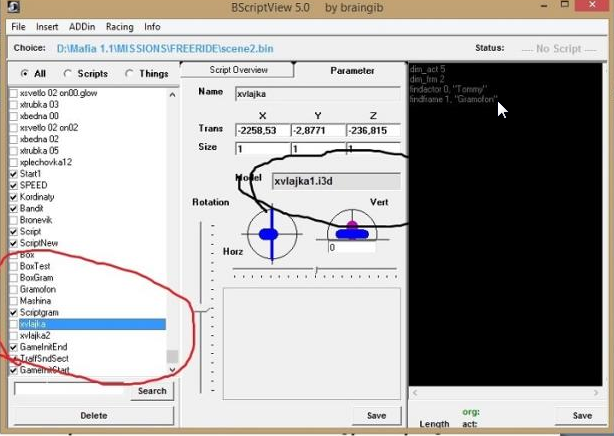 BScriptView 5.0 by braingib
File Insert ADDin Racing Info
Choice: D:\Mafia 1.1\MISSIONS\FREERIDE\scene2.bin Status: ---- No Script ----
All Scripts Things
Script Overview Parameter
xsvetlo 02 on00.glow
xtrubka 03
xbedna 00
xsvetlo 02 on02
xbedna 02
xtrubka 05
xplechovka12
Start1
SPEED
Kordinaty
Bandit
Bronevik
Script
ScriptNew
Box
BoxTest
BoxGram
Gramofon
Mashina
Scriptgram
xvlajka
xvlajka2
GameInitEnd
TraffSndSect
GameInitStart
Search
Delete
Name xvlajka
X Y Z
Trans -2258,53 -2,8771 -236,815
Size 1 1 1
Model xvlajka1.i3d
Rotation Vert
Horz
0
Save
dim_act 5
dim_frm 2
findactor 0, "Tommy"
findframe 1, "Gramofon"
org:
Length act:
Save